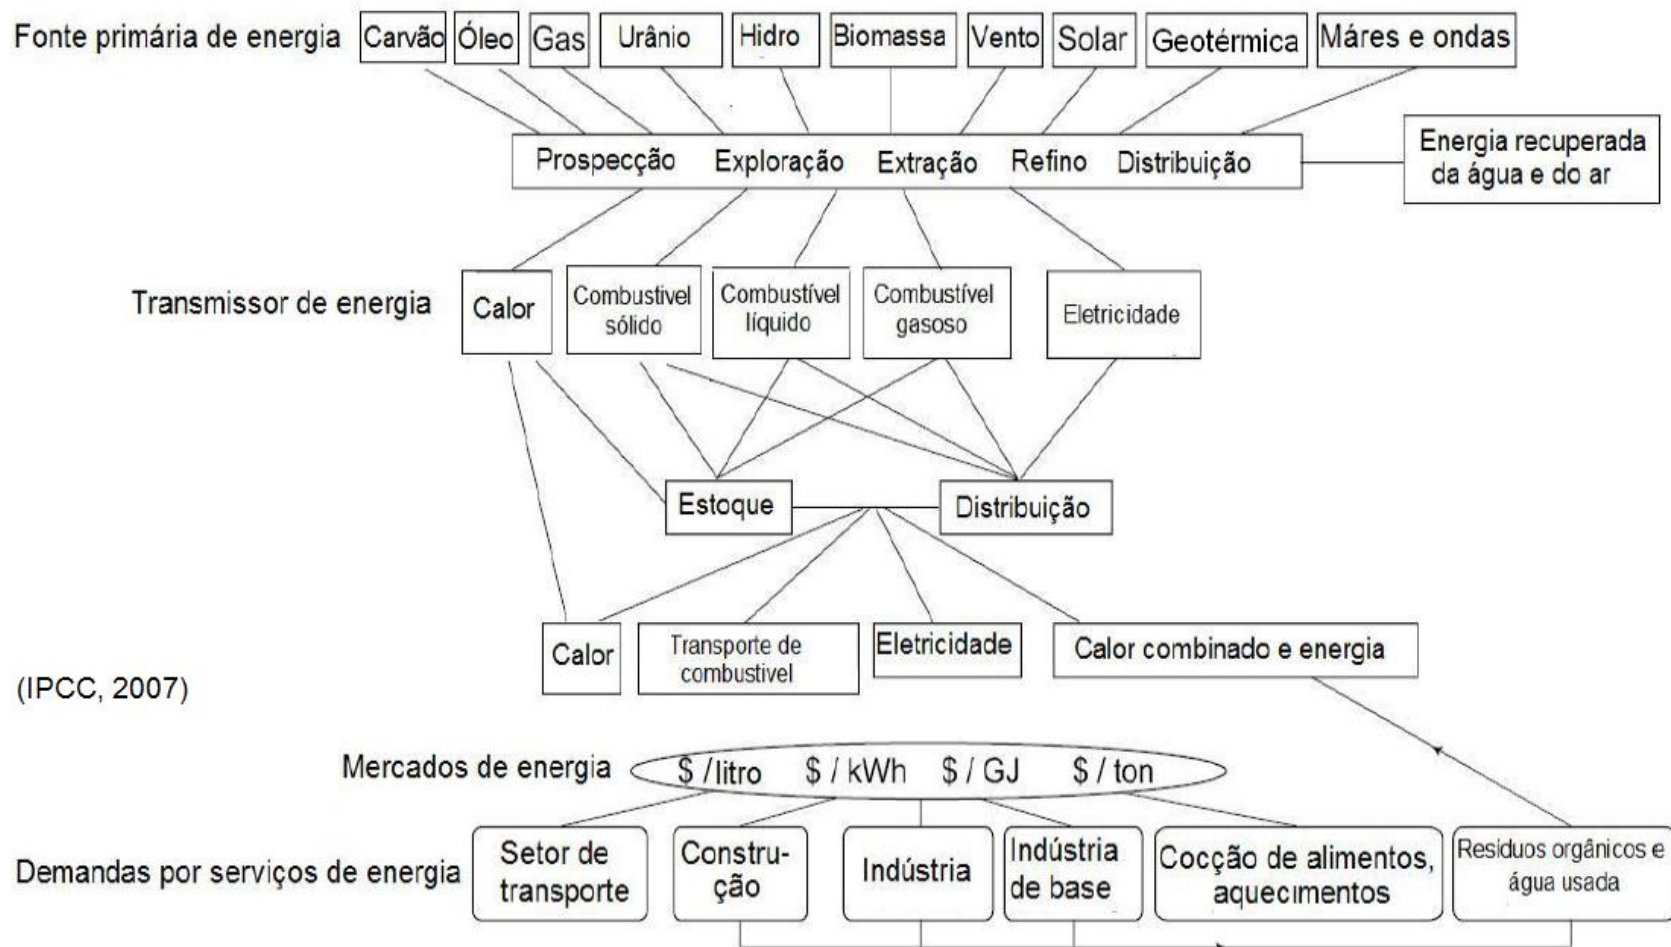 Fonte primária de energia Carvão Óleo Gas Urânio Hidro Biomassa Vento Solar Geotérmica Máres e ondas
Prospecção Exploração Extração Refino Distribuição
Energia recuperada
da água e do ar
Transmissor de energia
Calor
Combustivel
sólido
Combustível
líquido
Combustível
gasoso
Eletricidade
Estoque
Distribuição
Calor
Transporte de
combustivel
Eletricidade
Calor combinado e energia
(IPCC, 2007)
Mercados de energia
$ / litro $ / kWh $ / GJ $ / ton
Demandas por serviços de energia
Setor de
transporte
Constru-
ção
Indústria
Indústria
de base
Cocção de alimentos,
aquecimentos
Resíduos orgânicos e
água usada